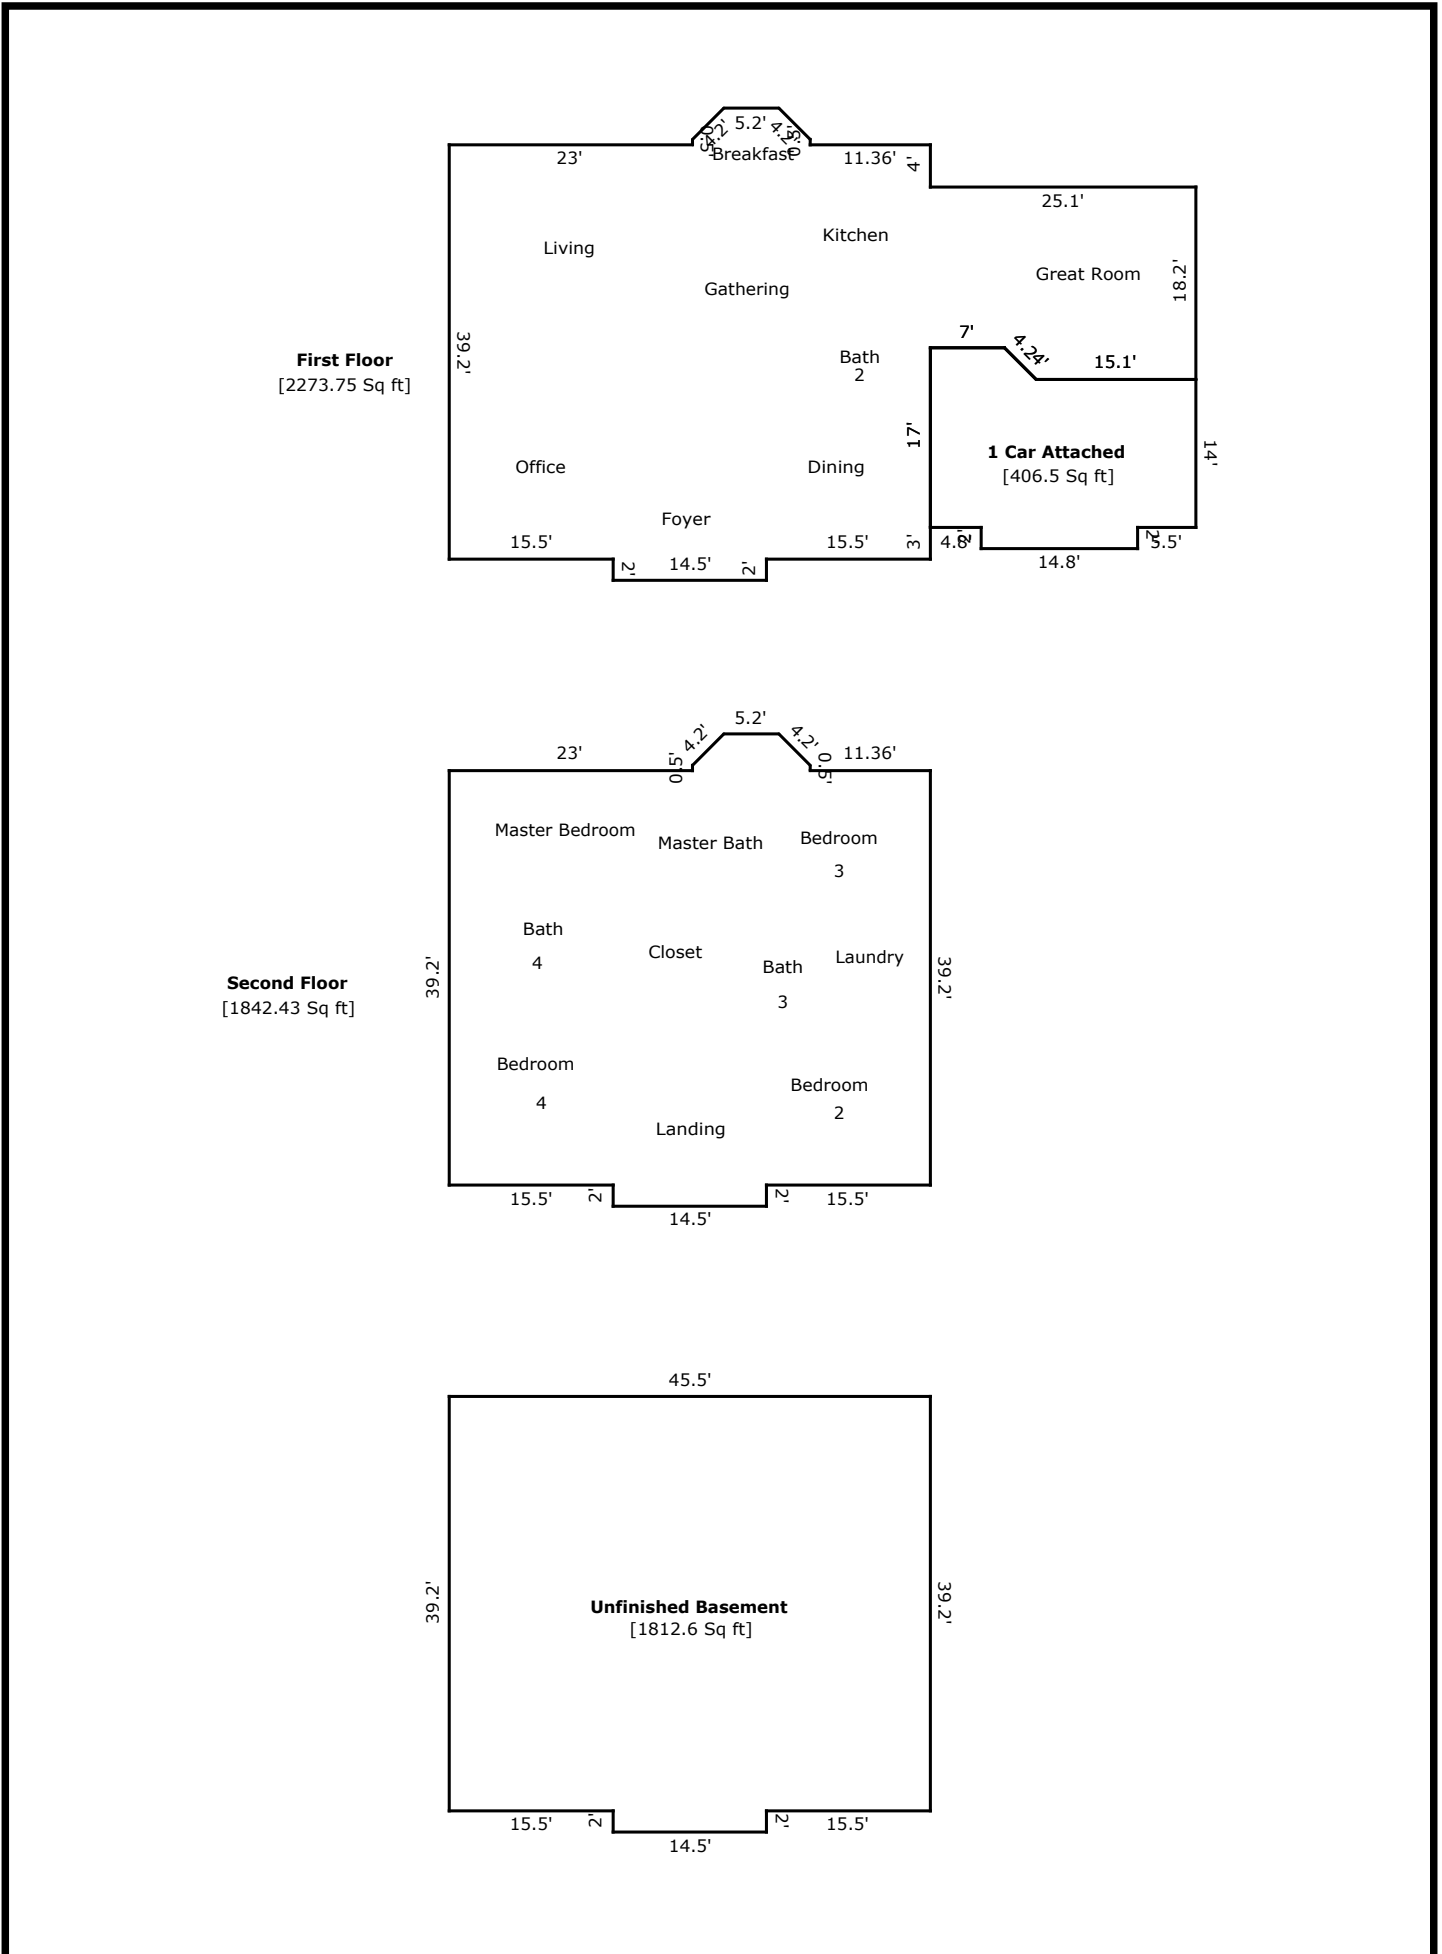 5.2'
4.2'
4.2'
0.5'
0.5'
Breakfast
23'
11.36'
4'
25.1'
Living
Kitchen
Gathering
Great Room
18.2'
39.2'
First Floor
[2273.75 Sq ft]
7'
4.24'
15.1'
Bath
2
17'
1 Car Attached
[406.5 Sq ft]
14'
Office
Dining
Foyer
15.5'
2'
14.5'
2'
15.5'
3'
4.8'
2'
14.8'
2'
5.5'
5.2'
4.2'
4.2'
23'
0.5'
0.5'
11.36'
Master Bedroom
Master Bath
Bedroom
3
Bath
4
Closet
Bath
3
Laundry
39.2'
39.2'
Second Floor
[1842.43 Sq ft]
Bedroom
4
Bedroom
2
Landing
15.5'
2'
14.5'
2'
15.5'
45.5'
39.2'
39.2'
Unfinished Basement
[1812.6 Sq ft]
15.5'
2'
14.5'
2'
15.5'